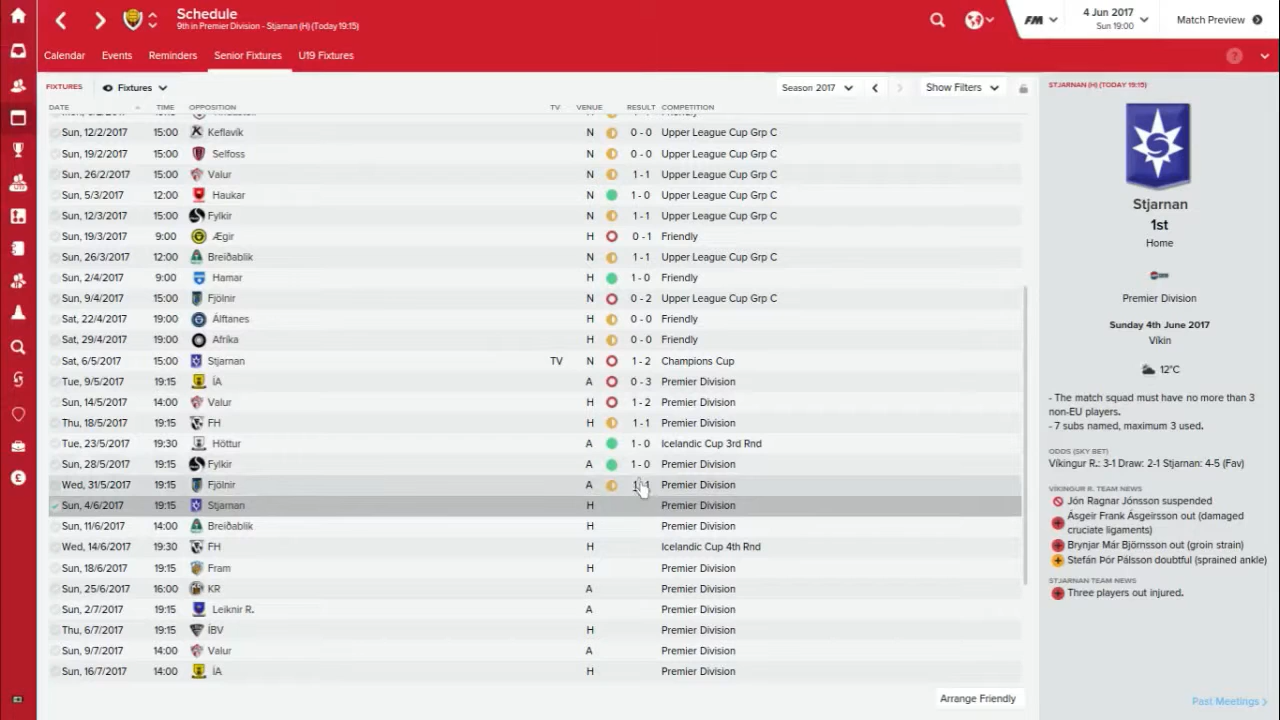 Schedule
9th in Premier Division - Stjarnan (H) (Today 19:15)
FM
4 Jun 2017
Sun 19:00
Match Preview
Calendar Events Reminders Senior Fixtures U19 Fixtures
FIXTURES Fixtures Season 2017 Show Filters
DATE TIME OPPOSITION TV VENUE RESULT COMPETITION
Sun, 12/2/2017 15:00 Keflavík N 0 - 0 Upper League Cup Grp C
Sun, 19/2/2017 15:00 Selfoss N 0 - 0 Upper League Cup Grp C
Sun, 26/2/2017 15:00 Valur N 1 - 1 Upper League Cup Grp C
Sun, 5/3/2017 12:00 Haukar N 1 - 0 Upper League Cup Grp C
Sun, 12/3/2017 15:00 Fylkir N 1 - 1 Upper League Cup Grp C
Sun, 19/3/2017 9:00 Ægir H 0 - 1 Friendly
Sun, 26/3/2017 12:00 Breiðablik N 1 - 1 Upper League Cup Grp C
Sun, 2/4/2017 9:00 Hamar H 1 - 0 Friendly
Sun, 9/4/2017 15:00 Fjölnir N 0 - 2 Upper League Cup Grp C
Sat, 22/4/2017 19:00 Álftanes H 0 - 0 Friendly
Sat, 29/4/2017 19:00 Afríka H 0 - 0 Friendly
Sat, 6/5/2017 15:00 Stjarnan TV N 1 - 2 Champions Cup
Tue, 9/5/2017 19:15 ÍA A 0 - 3 Premier Division
Sun, 14/5/2017 14:00 Valur H 1 - 2 Premier Division
Thu, 18/5/2017 19:15 FH H 1 - 1 Premier Division
Tue, 23/5/2017 19:30 Höttur A 1 - 0 Icelandic Cup 3rd Rnd
Sun, 28/5/2017 19:15 Fylkir A 1 - 0 Premier Division
Wed, 31/5/2017 19:15 Fjölnir A Premier Division
Sun, 4/6/2017 19:15 Stjarnan H Premier Division
Sun, 11/6/2017 14:00 Breiðablik H Premier Division
Wed, 14/6/2017 19:30 FH H Icelandic Cup 4th Rnd
Sun, 18/6/2017 19:15 Fram H Premier Division
Sun, 25/6/2017 16:00 KR A Premier Division
Sun, 2/7/2017 19:15 Leiknir R. A Premier Division
Thu, 6/7/2017 19:15 ÍBV H Premier Division
Sun, 9/7/2017 14:00 Valur A Premier Division
Sun, 16/7/2017 14:00 ÍA H Premier Division
Arrange Friendly
STJARNAN (H) (TODAY 19:15)
Stjarnan
1st
Home
Premier Division
Sunday 4th June 2017
Víkin
12°C
- The match squad must have no more than 3
non-EU players.
- 7 subs named, maximum 3 used.
ODDS (SKY BET)
Víkingur R.: 3-1 Draw: 2-1 Stjarnan: 4-5 (Fav)
VÍKINGUR R. TEAM NEWS
Jón Ragnar Jónsson suspended
Ásgeir Frank Ásgeirsson out (damaged
cruciate ligaments)
Brynjar Már Björnsson out (groin strain)
Stefán Þór Pálsson doubtful (sprained ankle)
STJARNAN TEAM NEWS
Three players out injured.
Past Meetings